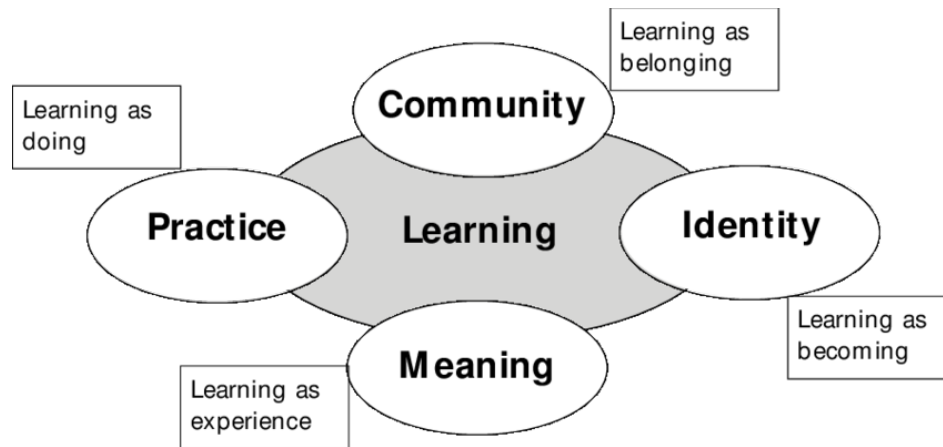 Learning as
belonging
Community
Learning as
doing
Practice
Learning
Identity
Learning as
becoming
Meaning
Learning as
experience